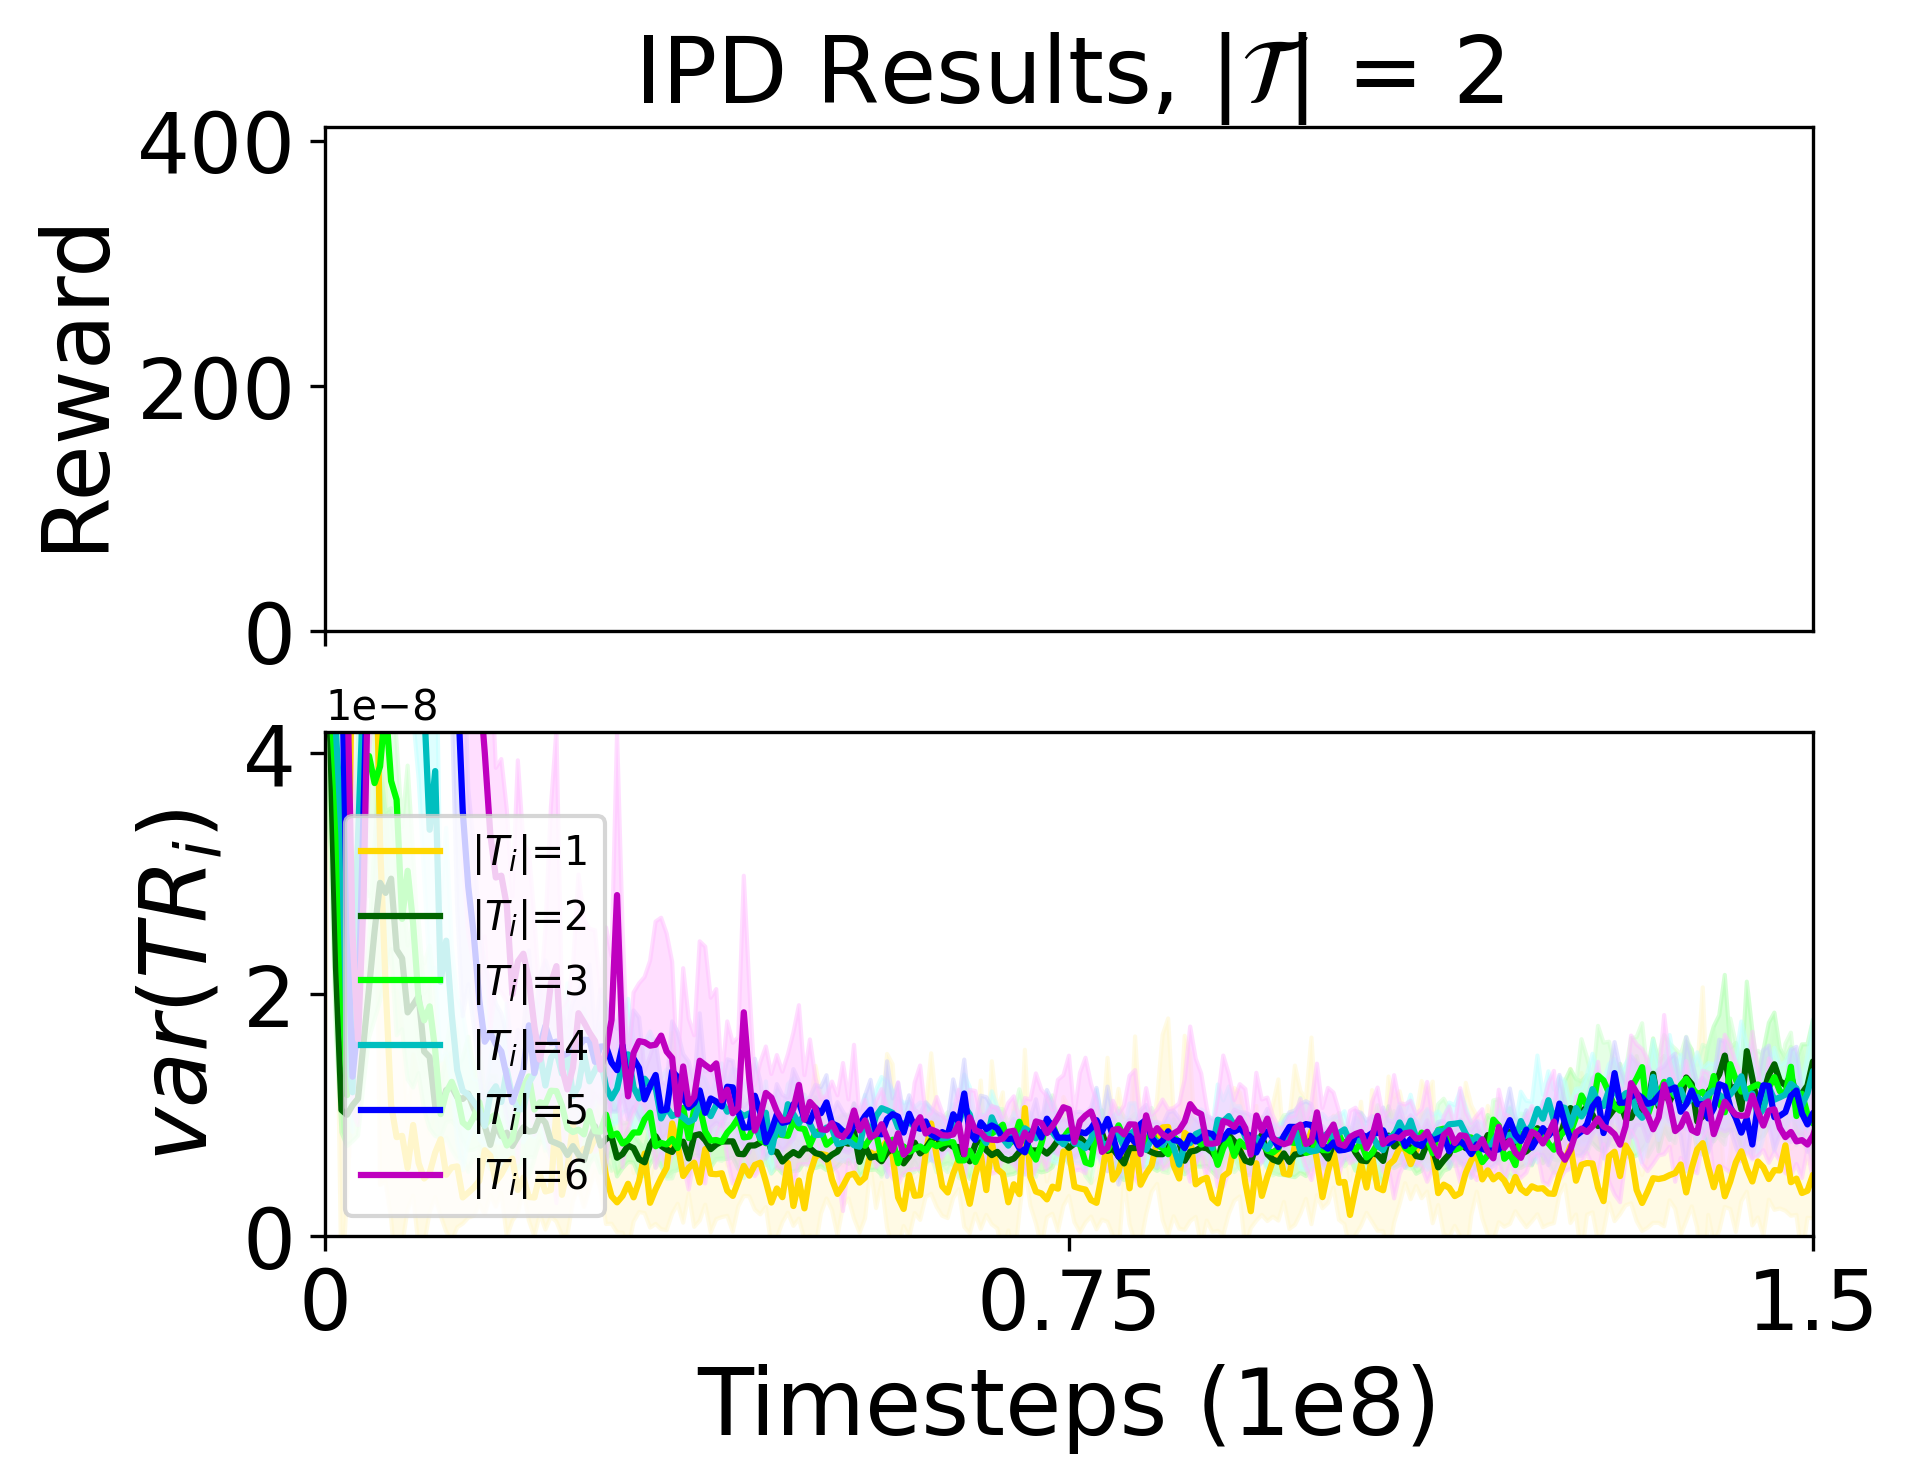 IPD Results, |𝒯| = 2
400
200
0
Reward
1e−8
4
2
0
var(TR_i)
|T_i|=1
|T_i|=2
|T_i|=3
|T_i|=4
|T_i|=5
|T_i|=6
0 0.75 1.5
Timesteps (1e8)